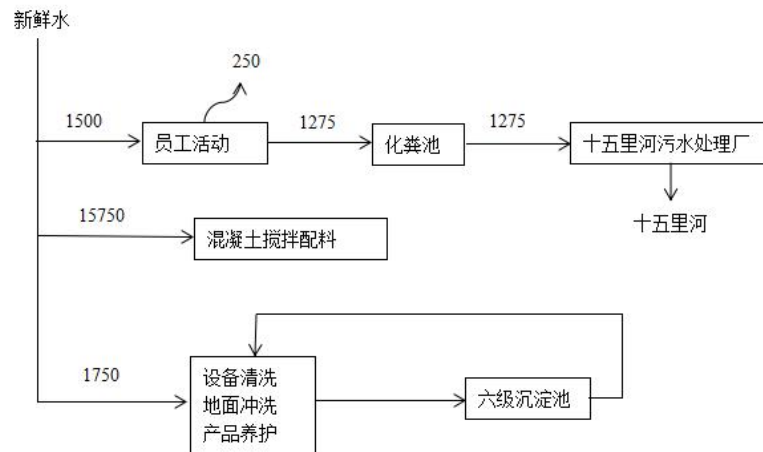 新鲜水
250
1500
员工活动
1275
化粪池
1275
十五里河污水处理厂
十五里河
15750
混凝土搅拌配料
1750
设备清洗
地面冲洗
产品养护
六级沉淀池